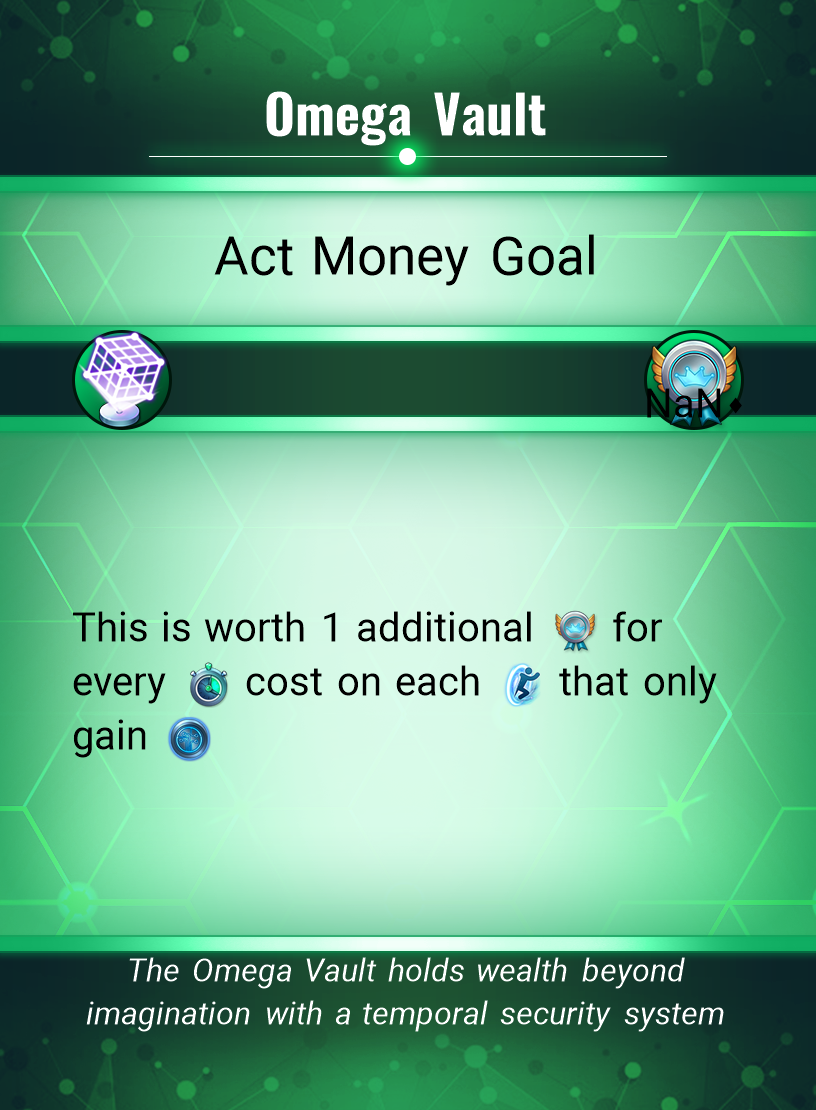 Omega Vault
Act Money Goal
NaN⬧
This is worth 1 additional for
every cost on each that only
gain
The Omega Vault holds wealth beyond
imagination with a temporal security system